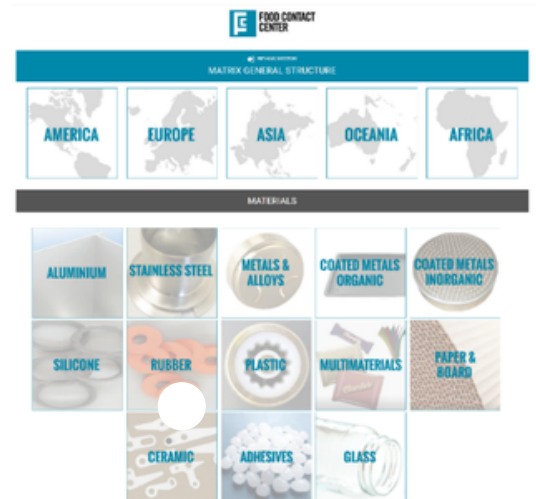 FOOD CONTACT
CENTER
MATRIX GENERAL STRUCTURE
AMERICA
EUROPE
ASIA
OCEANIA
AFRICA
MATERIALS
ALUMINIUM
STAINLESS STEEL
METALS &
ALLOYS
COATED METALS
ORGANIC
COATED METALS
INORGANIC
SILICONE
RUBBER
PLASTIC
MULTIMATERIALS
PAPER &
BOARD
CERAMIC
ADHESIVES
GLASS